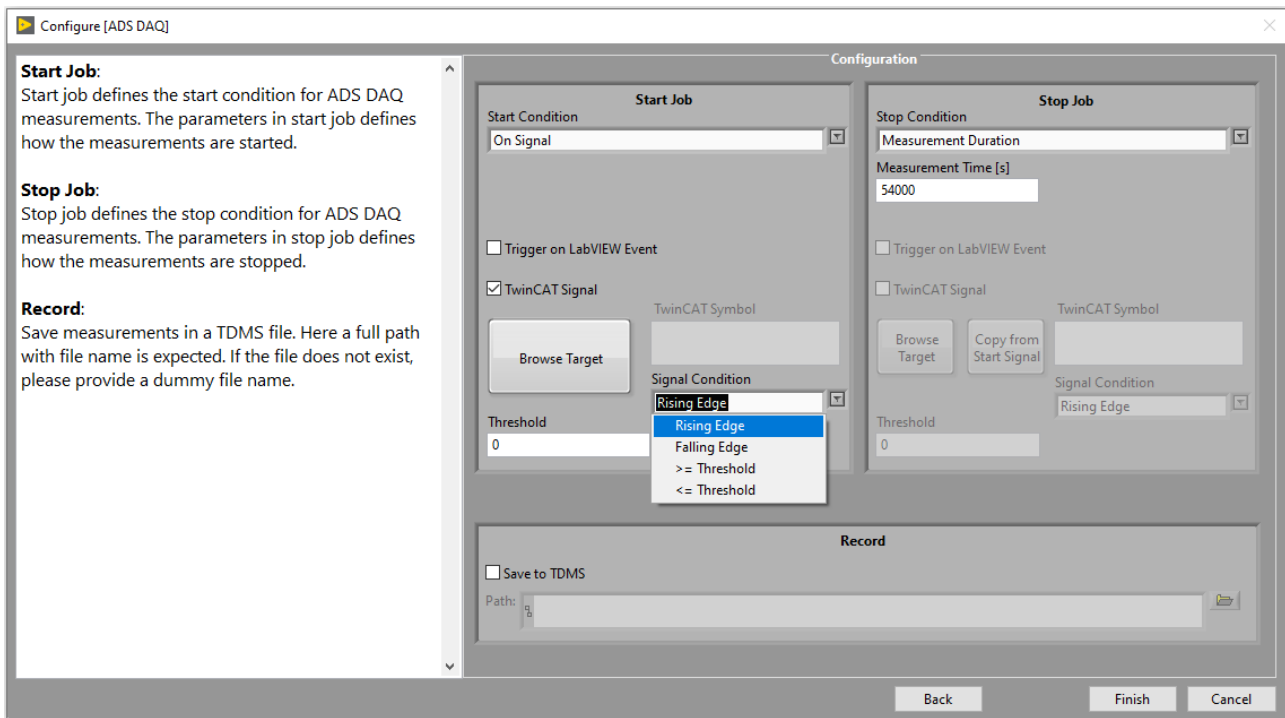 Configure [ADS DAQ]
Start Job:
Start job defines the start condition for ADS DAQ
measurements. The parameters in start job defines
how the measurements are started.
Stop Job:
Stop job defines the stop condition for ADS DAQ
measurements. The parameters in stop job defines
how the measurements are stopped.
Record:
Save measurements in a TDMS file. Here a full path
with file name is expected. If the file does not exist,
please provide a dummy file name.
Configuration
Start Job
Start Condition
On Signal
Trigger on LabVIEW Event
TwinCAT Signal
TwinCAT Symbol
Browse Target
Signal Condition
Rising Edge
Threshold
0
Rising Edge
Falling Edge
>= Threshold
<= Threshold
Stop Job
Stop Condition
Measurement Duration
Measurement Time [s]
54000
Trigger on LabVIEW Event
TwinCAT Signal
TwinCAT Symbol
Browse
Target
Copy from
Start Signal
Signal Condition
Rising Edge
Threshold
0
Record
Save to TDMS
Path:
Back
Finish
Cancel